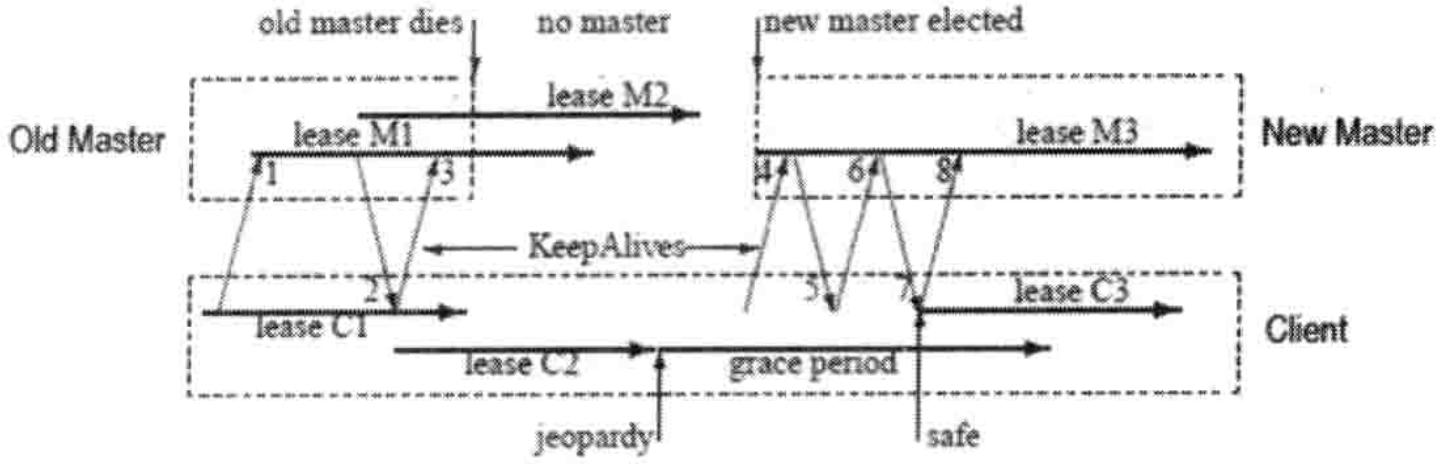 old master dies no master new master elected
lease M2
Old Master lease M1 lease M3 New Master
1 3 4 6 8
KeepAlives
2 5 7 lease C3
lease C1 Client
lease C2 grace period
jeopardy safe